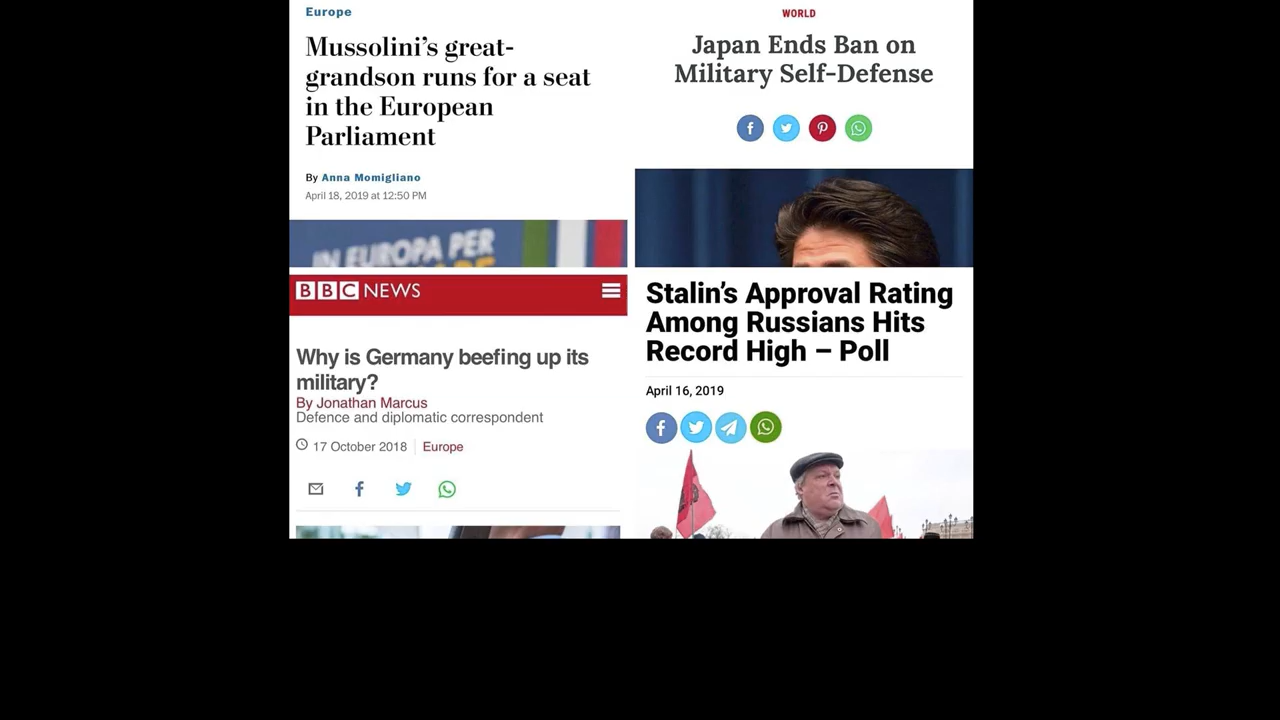 Europe
Mussolini’s great-
grandson runs for a seat
in the European
Parliament
By Anna Momigliano
April 18, 2019 at 12:50 PM
IN EUROPA PER
WORLD
Japan Ends Ban on
Military Self-Defense
BBC NEWS
Why is Germany beefing up its
military?
By Jonathan Marcus
Defence and diplomatic correspondent
17 October 2018 Europe
Stalin’s Approval Rating
Among Russians Hits
Record High – Poll
April 16, 2019